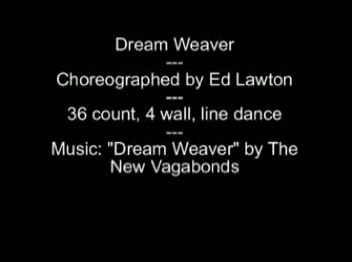 Dream Weaver
---
Choreographed by Ed Lawton
---
36 count, 4 wall, line dance
---
Music: "Dream Weaver" by The
New Vagabonds